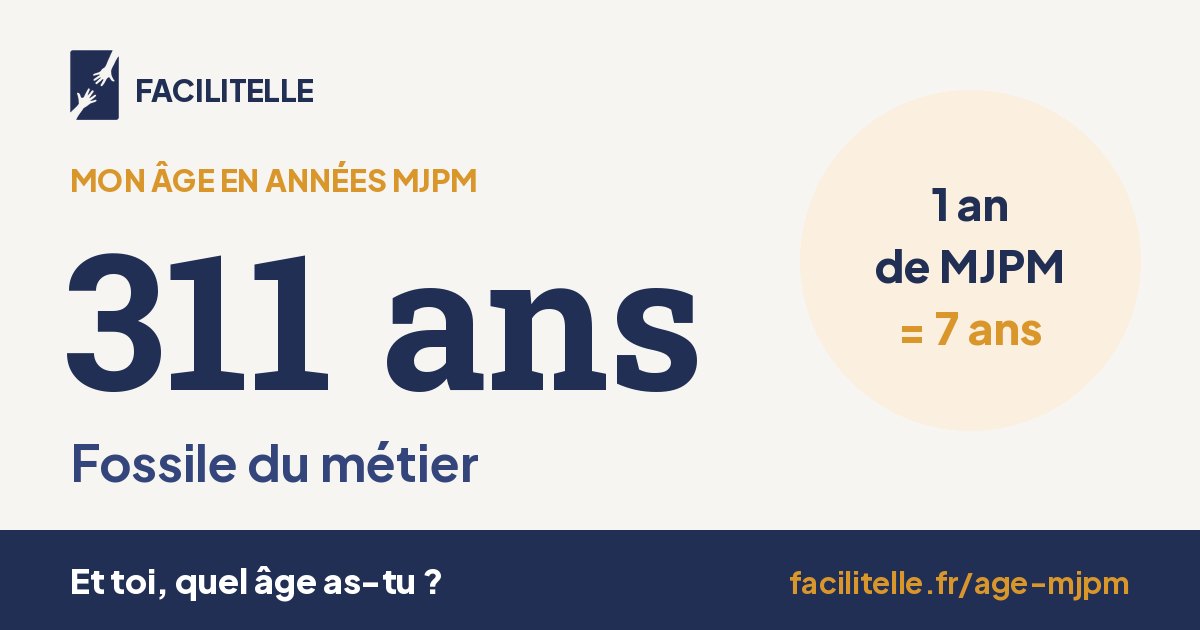 FACILITELLE
MON ÂGE EN ANNÉES MJPM
311 ans
Fossile du métier
1 an
de MJPM
= 7 ans
Et toi, quel âge as-tu ?
facilitelle.fr/age-mjpm